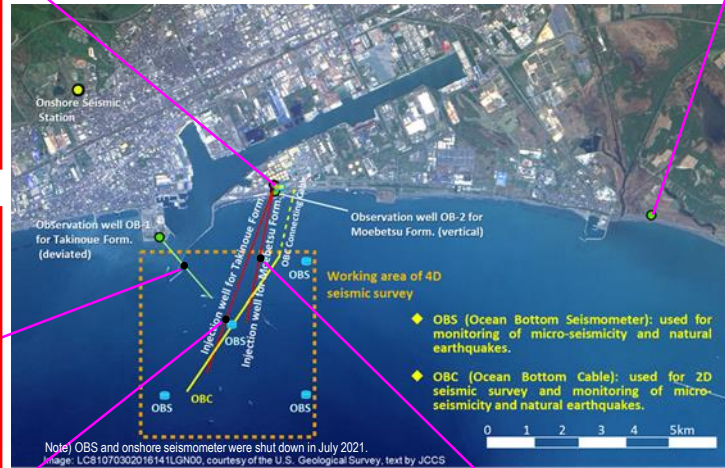 Onshore Seismic
Station
Observation well OB-1
for Takinoue Form.
(deviated)
Observation well OB-2 for
Moebetsu Form. (vertical)
Injection well for Takinoue Form.
Injection well for Moebetsu Form.
OBC Connecting
OBS
Working area of 4D
seismic survey
OBS
OBC
OBS
OBS
◆ OBS (Ocean Bottom Seismometer): used for
monitoring of micro-seismicity and natural
earthquakes.
◆ OBC (Ocean Bottom Cable): used for 2D
seismic survey and monitoring of micro-
seismicity and natural earthquakes.
0 1 2 3 4 5km
Note) OBS and onshore seismometer were shut down in July 2021.
Image: LC81070302016141LGN00, courtesy of the U.S. Geological Survey, text by JCCS